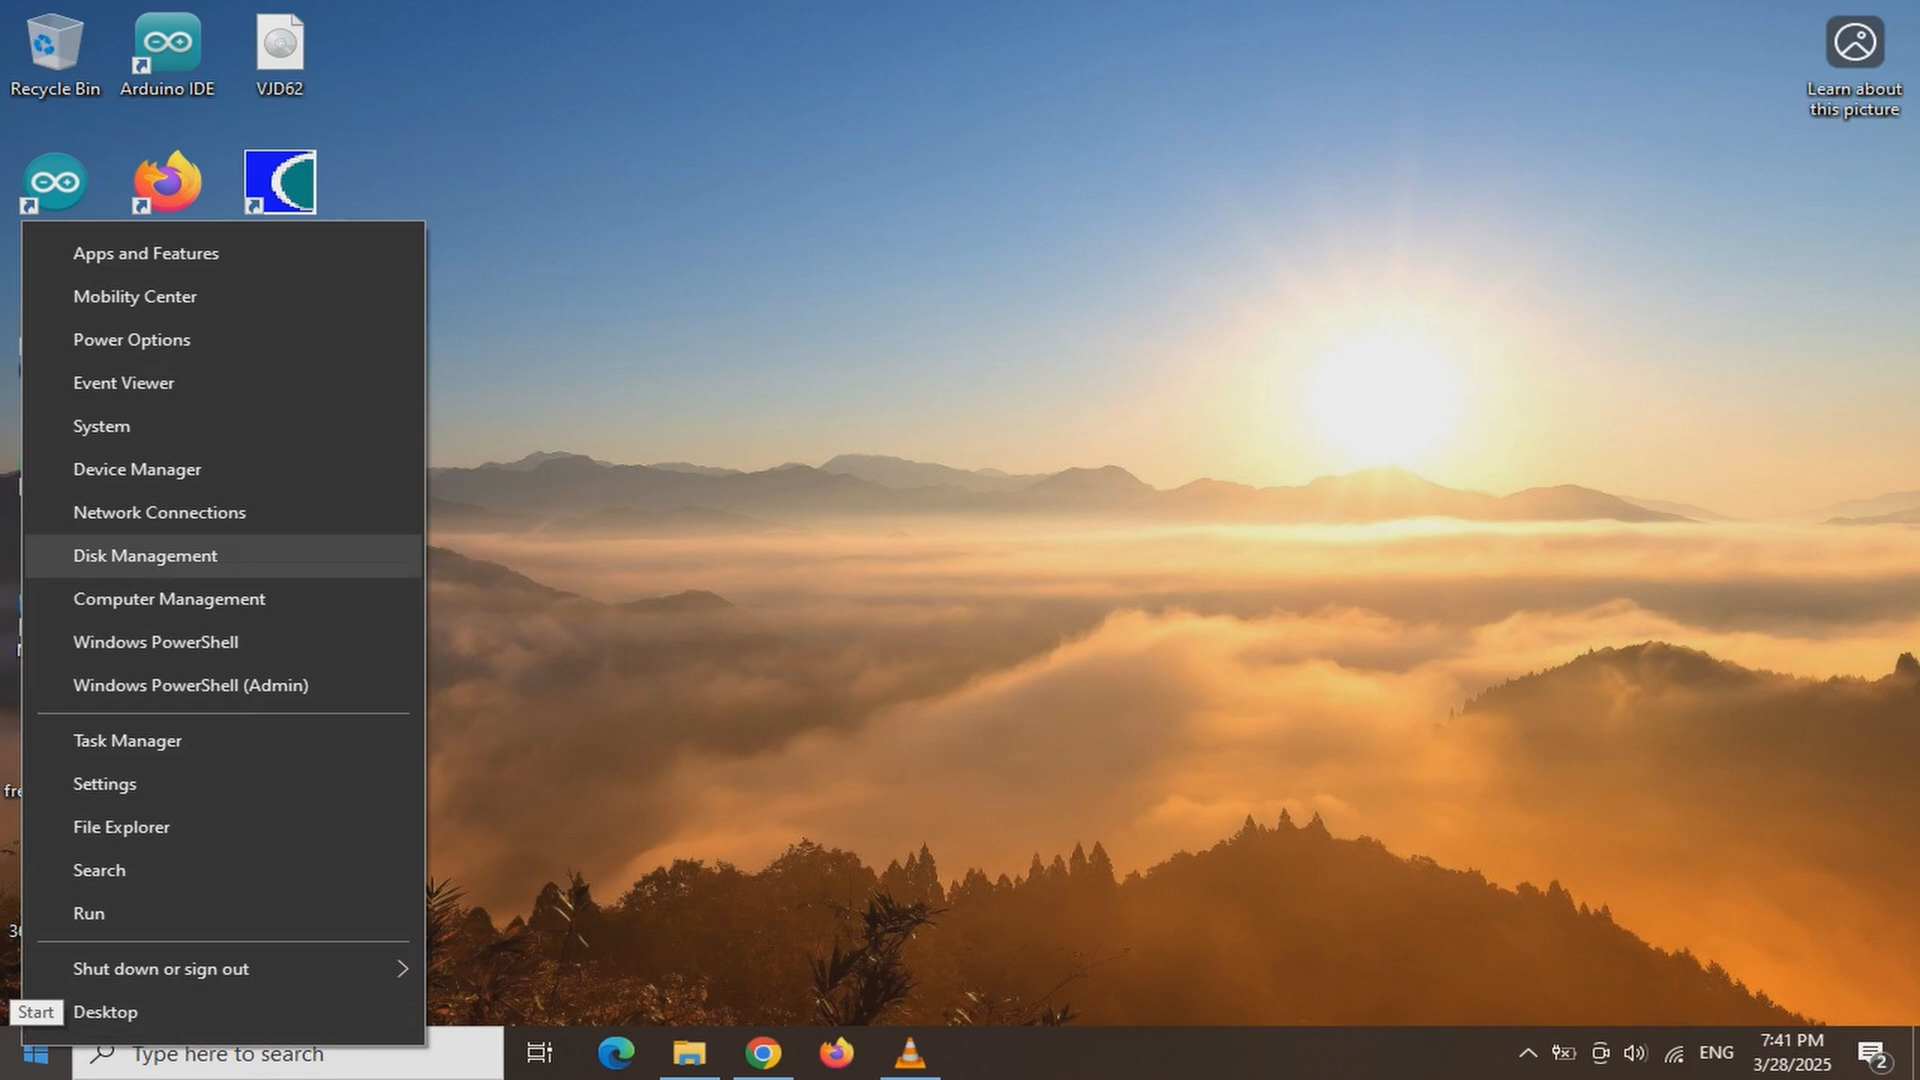 Recycle Bin
Arduino IDE
VJD62
Learn about
this picture
Apps and Features
Mobility Center
Power Options
Event Viewer
System
Device Manager
Network Connections
Disk Management
Computer Management
Windows PowerShell
Windows PowerShell (Admin)
Task Manager
Settings
File Explorer
Search
Run
Shut down or sign out
Desktop
Start
Type here to search
ENG
7:41 PM
3/28/2025
2